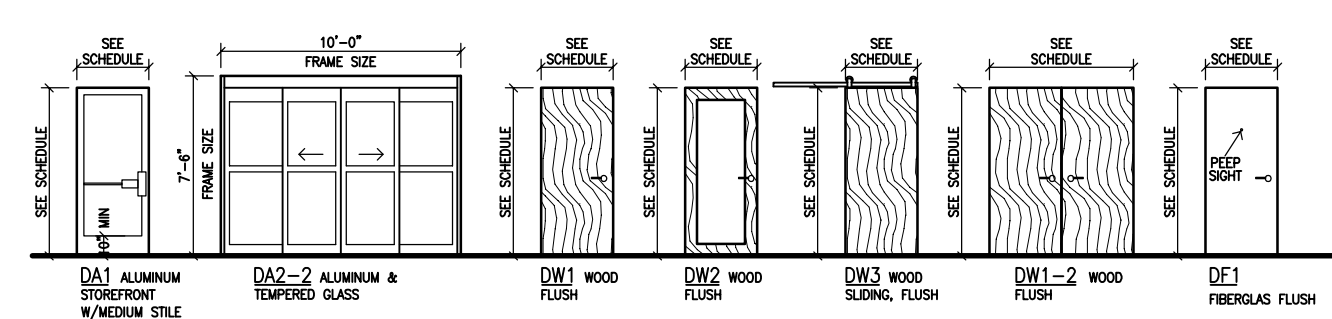 SEE
SCHEDULE
SEE SCHEDULE
10" MIN
DA1 ALUMINUM
STOREFRONT
W/MEDIUM STILE
10'-0"
FRAME SIZE
7'-6"
FRAME SIZE
DA2-2 ALUMINUM &
TEMPERED GLASS
SEE
SCHEDULE
SEE SCHEDULE
DW1 WOOD
FLUSH
SEE
SCHEDULE
SEE SCHEDULE
DW2 WOOD
FLUSH
SEE
SCHEDULE
SEE SCHEDULE
DW3 WOOD
SLIDING, FLUSH
SEE
SCHEDULE
SEE SCHEDULE
DW1-2 WOOD
FLUSH
SEE
SCHEDULE
SEE SCHEDULE
PEEP
SIGHT
DF1
FIBERGLAS FLUSH